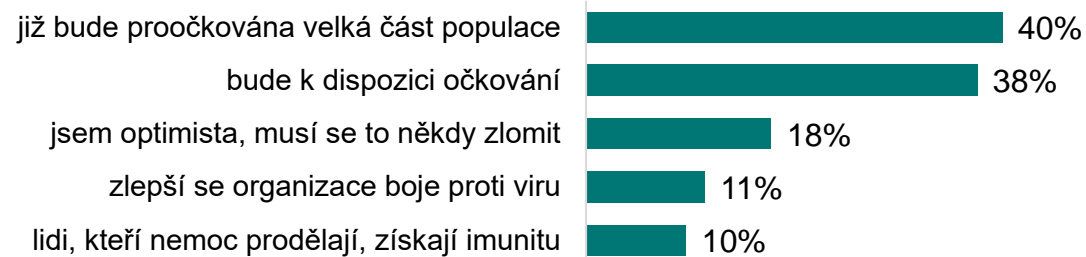 již bude proočkována velká část populace 40%
bude k dispozici očkování 38%
jsem optimista, musí se to někdy zlomit 18%
zlepší se organizace boje proti viru 11%
lidi, kteří nemoc prodělají, získají imunitu 10%